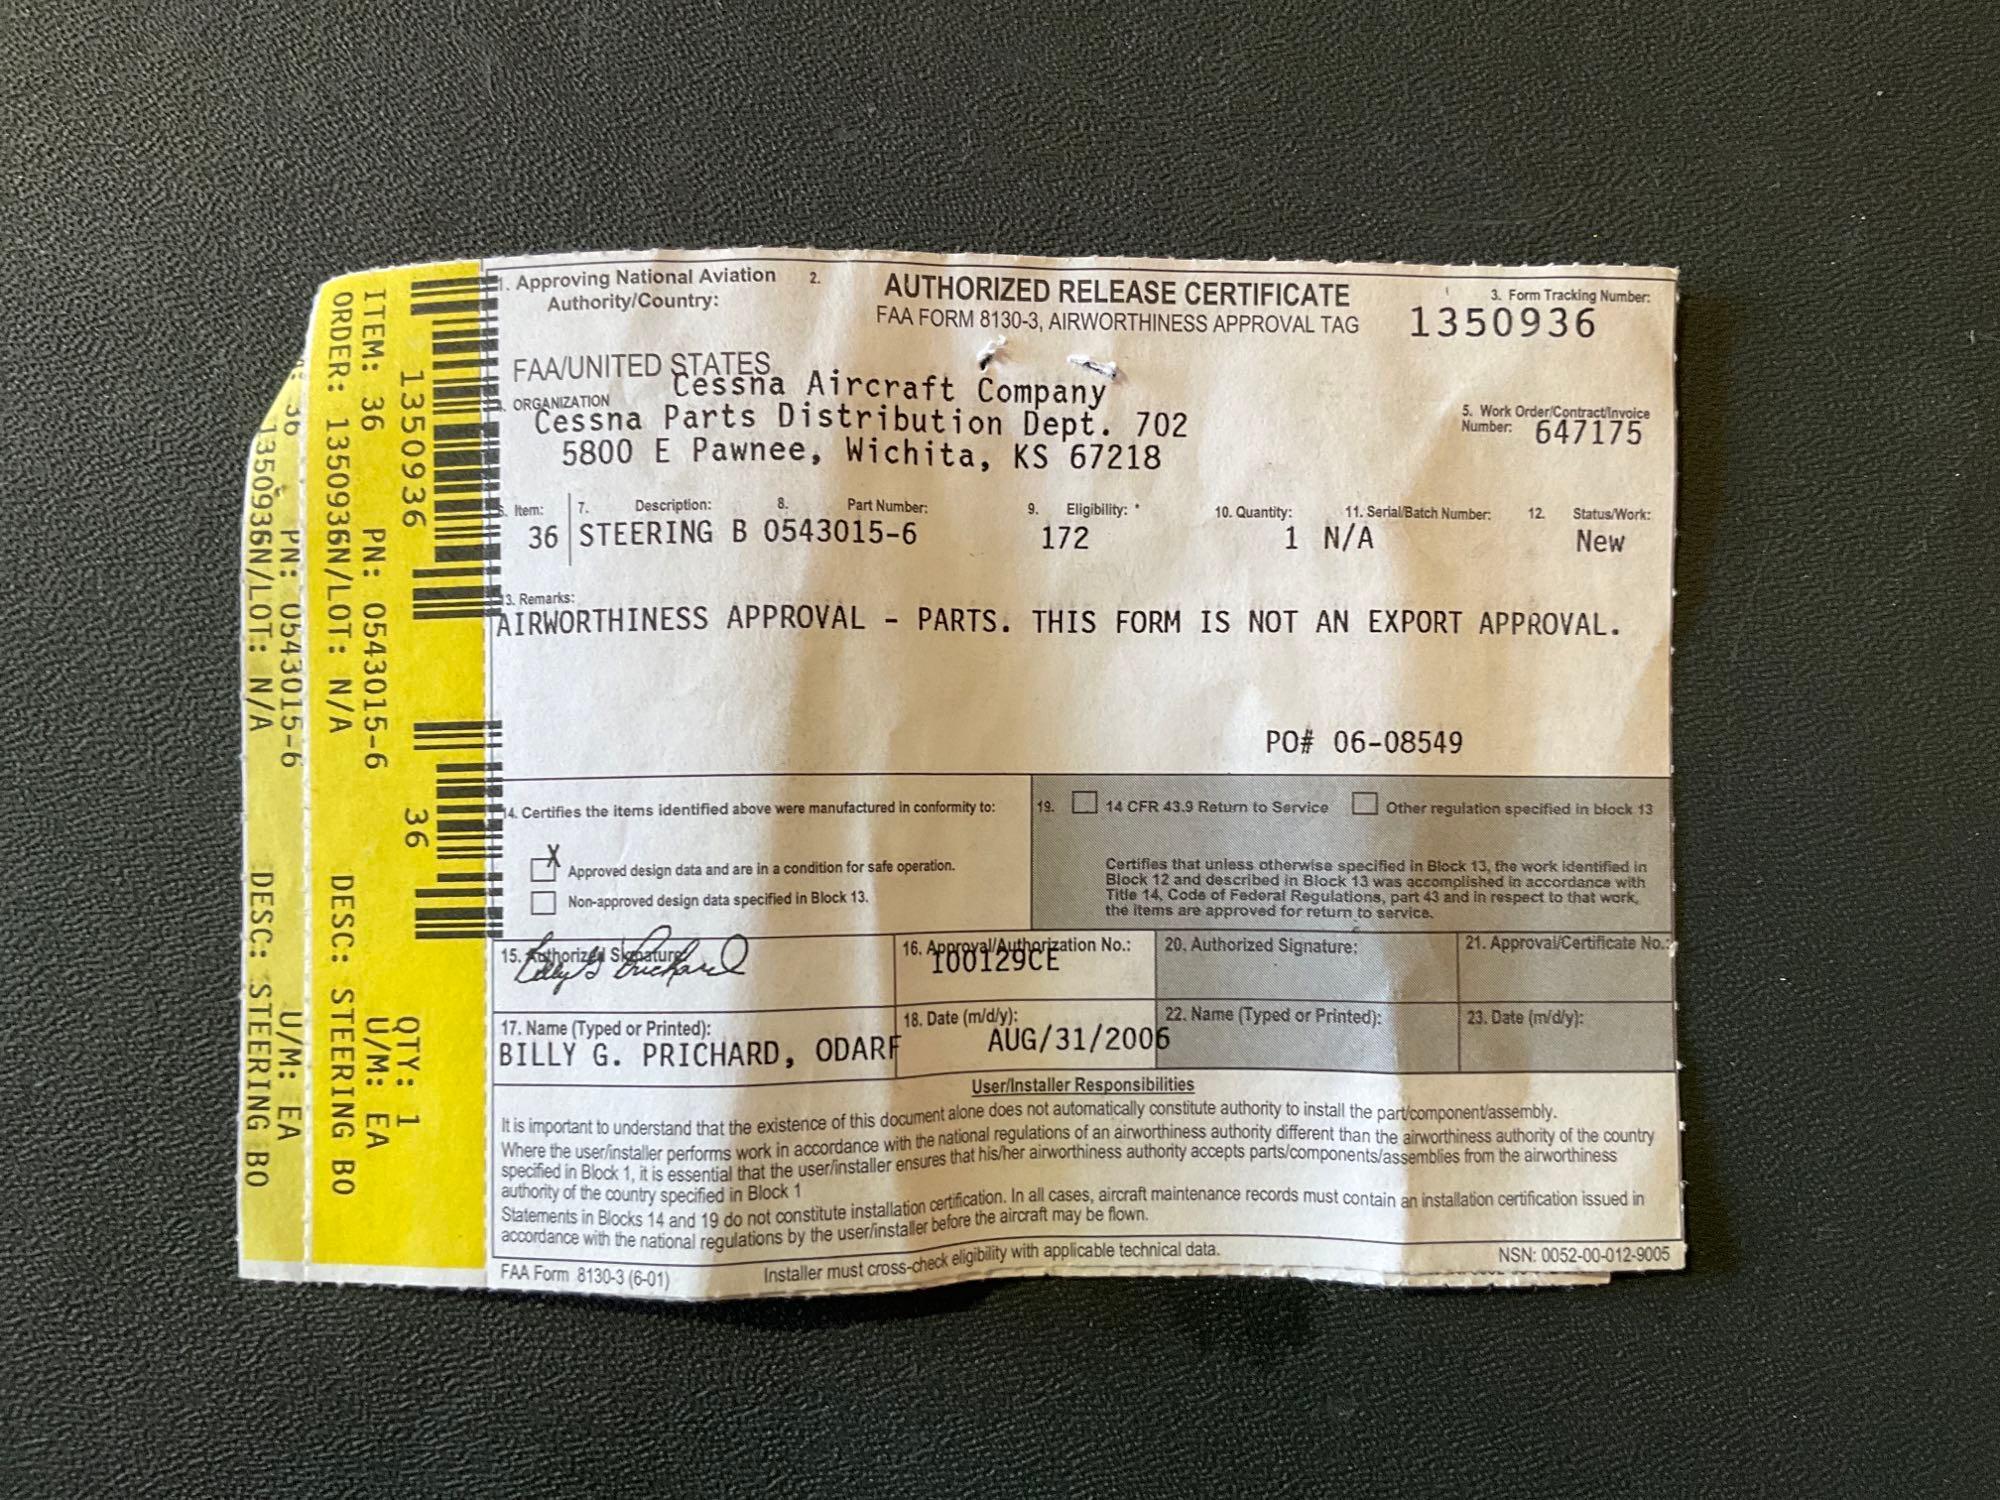 1. Approving National Aviation
Authority/Country:
2.
AUTHORIZED RELEASE CERTIFICATE
FAA FORM 8130-3, AIRWORTHINESS APPROVAL TAG
3. Form Tracking Number:
1350936
FAA/UNITED STATES
ORGANIZATION
Cessna Aircraft Company
Cessna Parts Distribution Dept. 702
5800 E Pawnee, Wichita, KS 67218
5. Work Order/Contract/Invoice
Number: 647175
Item: 7. Description: 8. Part Number: 9. Eligibility: * 10. Quantity: 11. Serial/Batch Number: 12. Status/Work:
36 STEERING B 0543015-6 172 1 N/A New
13. Remarks:
AIRWORTHINESS APPROVAL - PARTS. THIS FORM IS NOT AN EXPORT APPROVAL.
PO# 06-08549
14. Certifies the items identified above were manufactured in conformity to:
X
Approved design data and are in a condition for safe operation.
Non-approved design data specified in Block 13.
19. 14 CFR 43.9 Return to Service Other regulation specified in block 13
Certifies that unless otherwise specified in Block 13, the work identified in
Block 12 and described in Block 13 was accomplished in accordance with
Title 14, Code of Federal Regulations, part 43 and in respect to that work,
the items are approved for return to service.
15. Authorized Signature:
Billy G Prichard
16. Approval/Authorization No.:
100129CE
20. Authorized Signature:
21. Approval/Certificate No.:
17. Name (Typed or Printed):
BILLY G. PRICHARD, ODARF
18. Date (m/d/y):
AUG/31/2006
22. Name (Typed or Printed):
23. Date (m/d/y):
User/Installer Responsibilities
It is important to understand that the existence of this document alone does not automatically constitute authority to install the part/component/assembly.
Where the user/installer performs work in accordance with the national regulations of an airworthiness authority different than the airworthiness authority of the country
specified in Block 1, it is essential that the user/installer ensures that his/her airworthiness authority accepts parts/components/assemblies from the airworthiness
authority of the country specified in Block 1
Statements in Blocks 14 and 19 do not constitute installation certification. In all cases, aircraft maintenance records must contain an installation certification issued in
accordance with the national regulations by the user/installer before the aircraft may be flown.
FAA Form 8130-3 (6-01)
Installer must cross-check eligibility with applicable technical data.
NSN: 0052-00-012-9005
1350936 36 QTY: 1
ITEM: 36 PN: 0543015-6 U/M: EA
ORDER: 1350936N/LOT: N/A DESC: STEERING BO
36 PN: 0543015-6 U/M: EA
1350936N/LOT: N/A DESC: STEERING BO